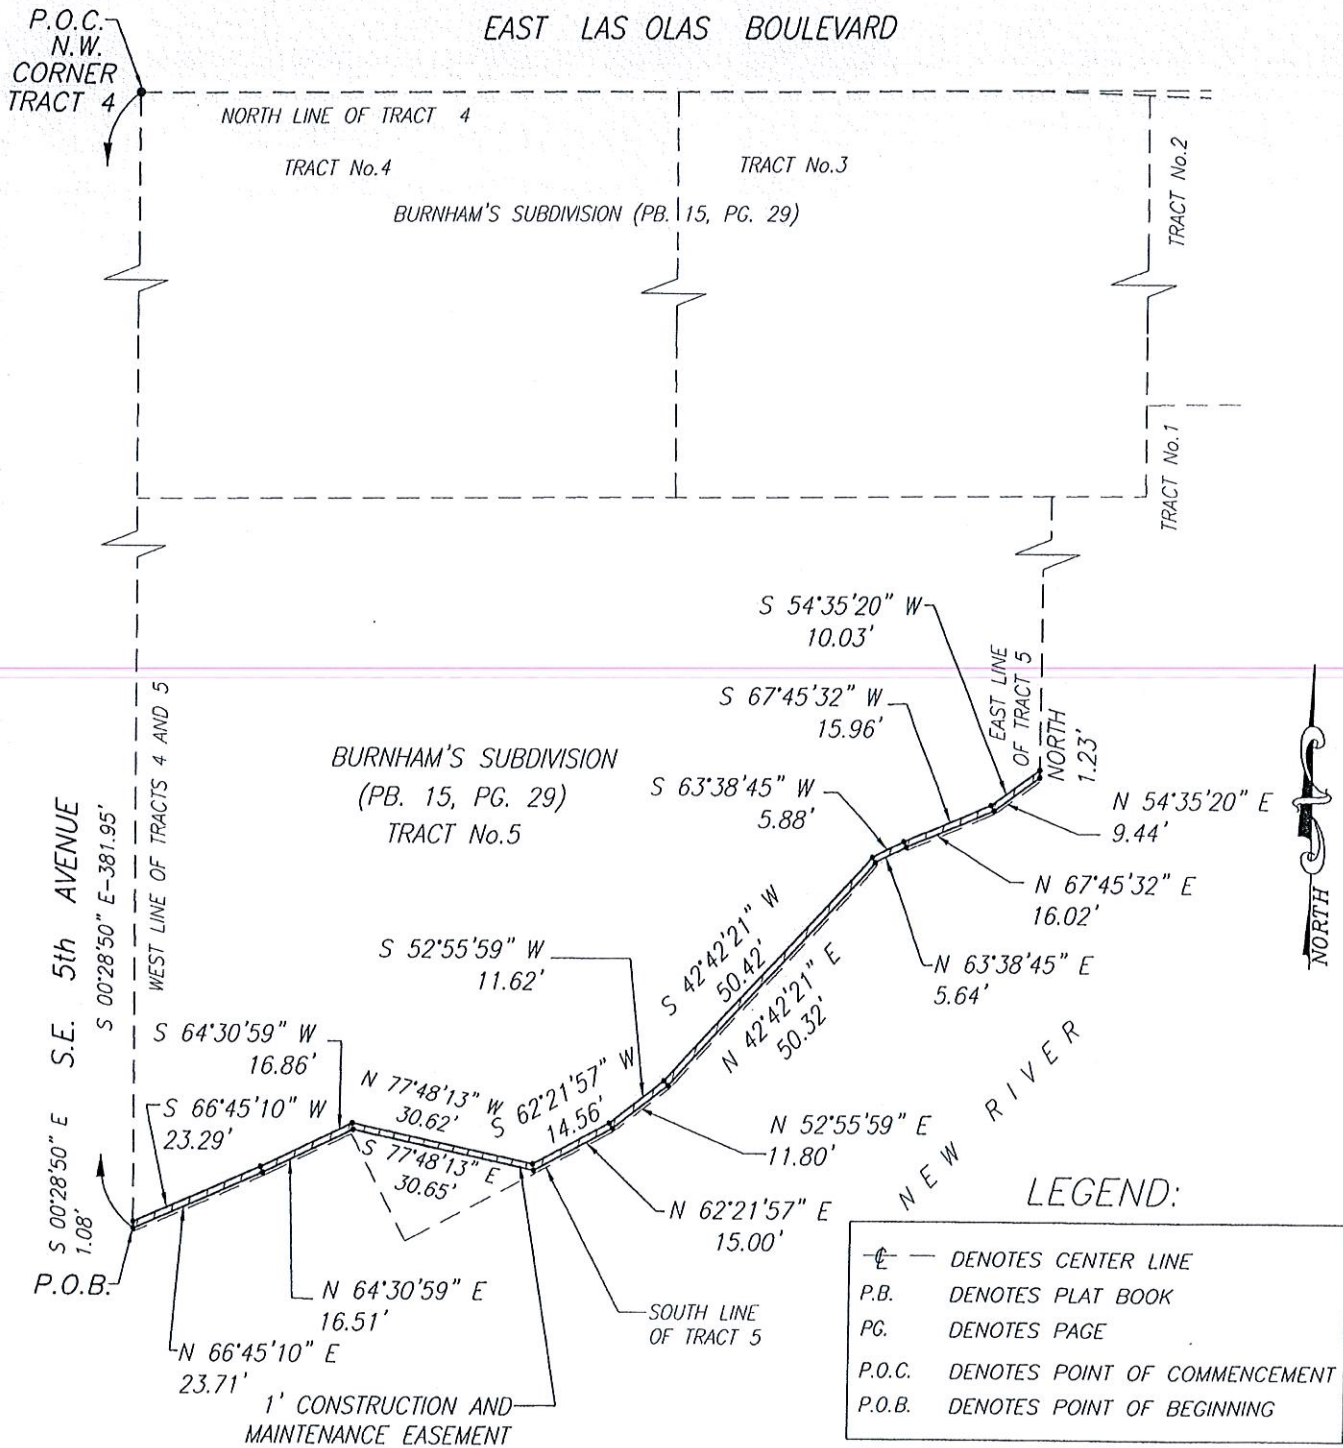 P.O.C.
N.W.
CORNER
TRACT 4
EAST LAS OLAS BOULEVARD
NORTH LINE OF TRACT 4
TRACT No.4
TRACT No.3
BURNHAM'S SUBDIVISION (PB. 15, PG. 29)
TRACT No.2
TRACT No.1
S 54°35'20" W
10.03'
S 67°45'32" W
15.96'
S 63°38'45" W
5.88'
EAST LINE
OF TRACT 5
NORTH
1.23'
N 54°35'20" E
9.44'
N 67°45'32" E
16.02'
N 63°38'45" E
5.64'
BURNHAM'S SUBDIVISION
(PB. 15, PG. 29)
TRACT No.5
S.E. 5th AVENUE
S 00°28'50" E-381.95'
WEST LINE OF TRACTS 4 AND 5
S 52°55'59" W
11.62'
S 42°42'21" W
50.42'
N 42°42'21" E
50.32'
NORTH
S 64°30'59" W
16.86'
N 77°48'13" W
30.62'
S 62°21'57" W
14.56'
S 66°45'10" W
23.29'
S 77°48'13" E
30.65'
N 52°55'59" E
11.80'
NEW RIVER
S 00°28'50" E
1.08'
P.O.B.
N 62°21'57" E
15.00'
N 64°30'59" E
16.51'
SOUTH LINE
OF TRACT 5
N 66°45'10" E
23.71'
1' CONSTRUCTION AND
MAINTENANCE EASEMENT
LEGEND:
℄ DENOTES CENTER LINE
P.B. DENOTES PLAT BOOK
PG. DENOTES PAGE
P.O.C. DENOTES POINT OF COMMENCEMENT
P.O.B. DENOTES POINT OF BEGINNING